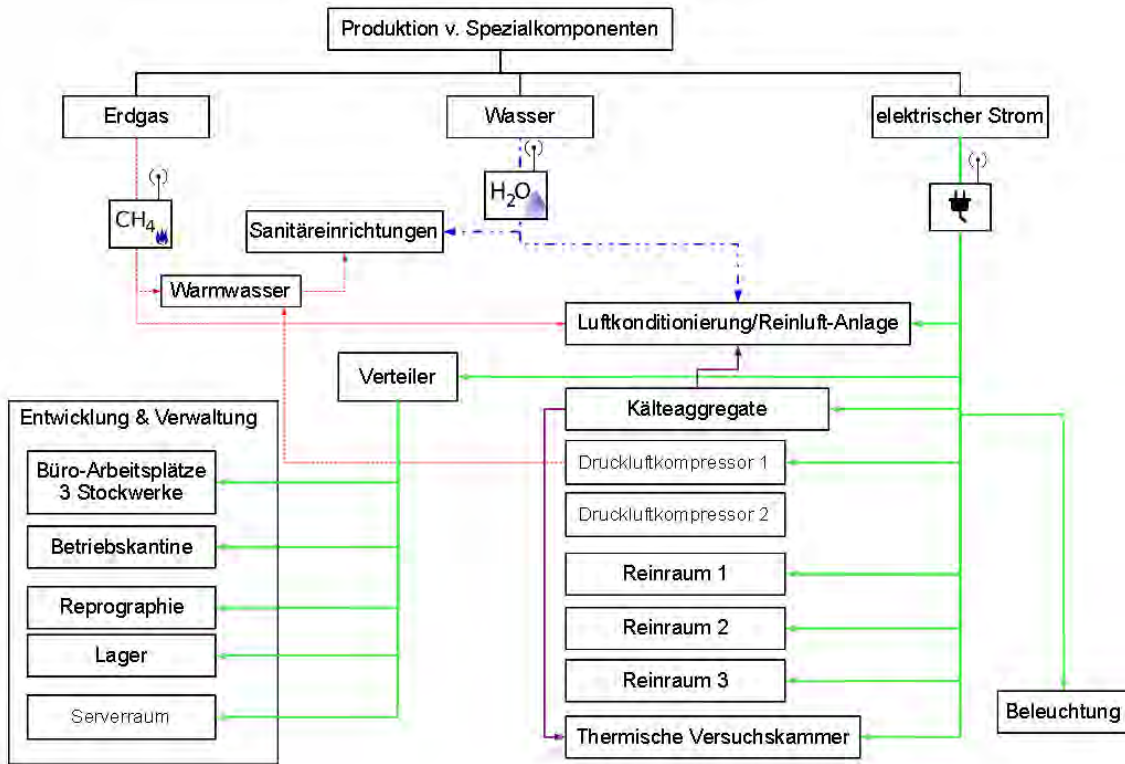 Produktion v. Spezialkomponenten
Erdgas
Wasser
elektrischer Strom
CH4
H2O
Sanitäreinrichtungen
Warmwasser
Luftkonditionierung/Reinluft-Anlage
Verteiler
Kälteaggregate
Entwicklung & Verwaltung
Büro-Arbeitsplätze
3 Stockwerke
Betriebskantine
Reprographie
Lager
Serverraum
Druckluftkompressor 1
Druckluftkompressor 2
Reinraum 1
Reinraum 2
Reinraum 3
Thermische Versuchskammer
Beleuchtung